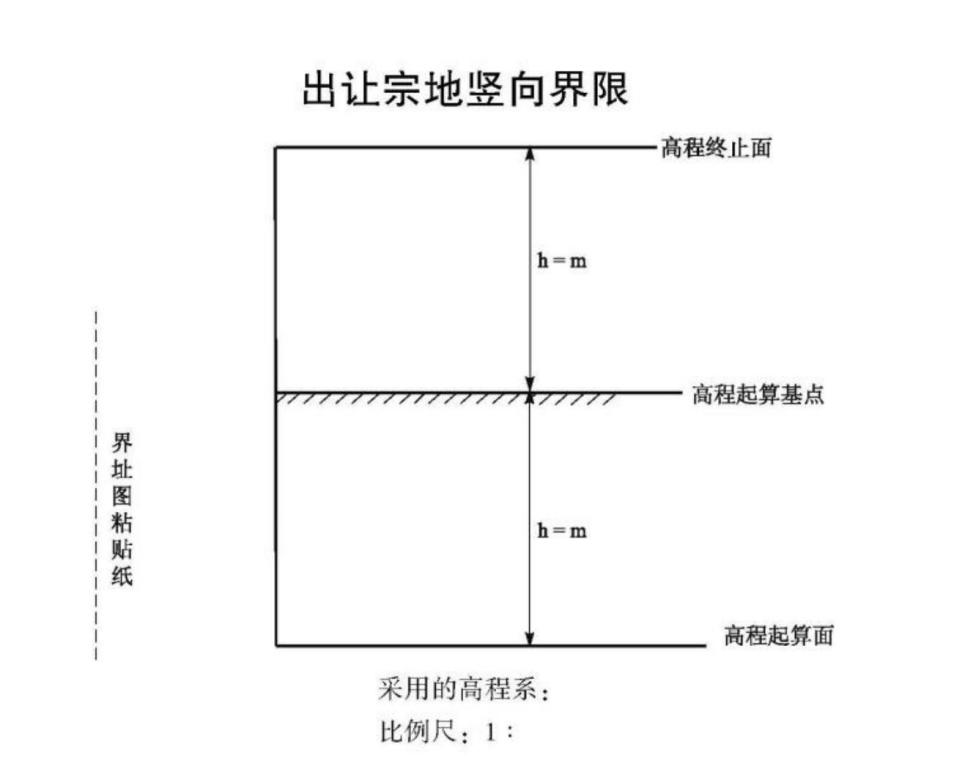 出让宗地竖向界限
高程终止面
h=m
高程起算基点
界址图粘贴纸
h=m
高程起算面
采用的高程系：
比例尺：1：